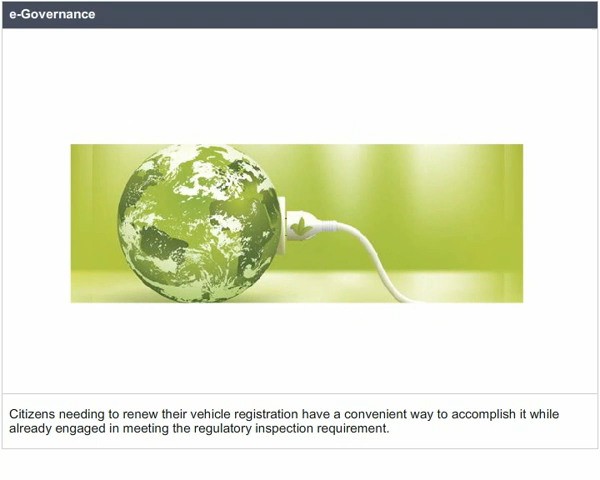 e-Governance
Citizens needing to renew their vehicle registration have a convenient way to accomplish it while
already engaged in meeting the regulatory inspection requirement.